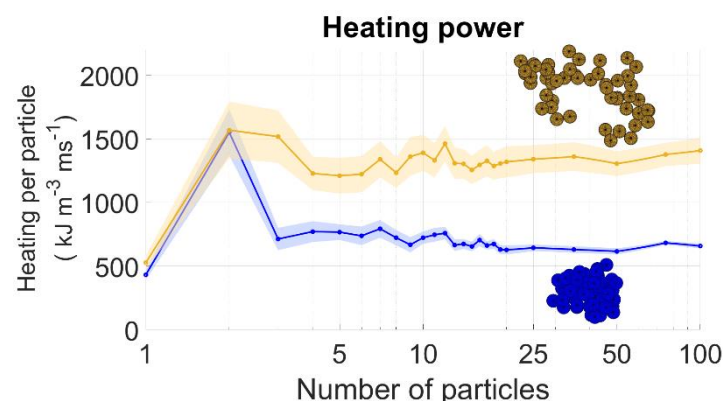 Heating power
Heating per particle
( kJ m⁻³ ms⁻¹)
2000
1500
1000
500
0
1 5 10 25 50 100
Number of particles